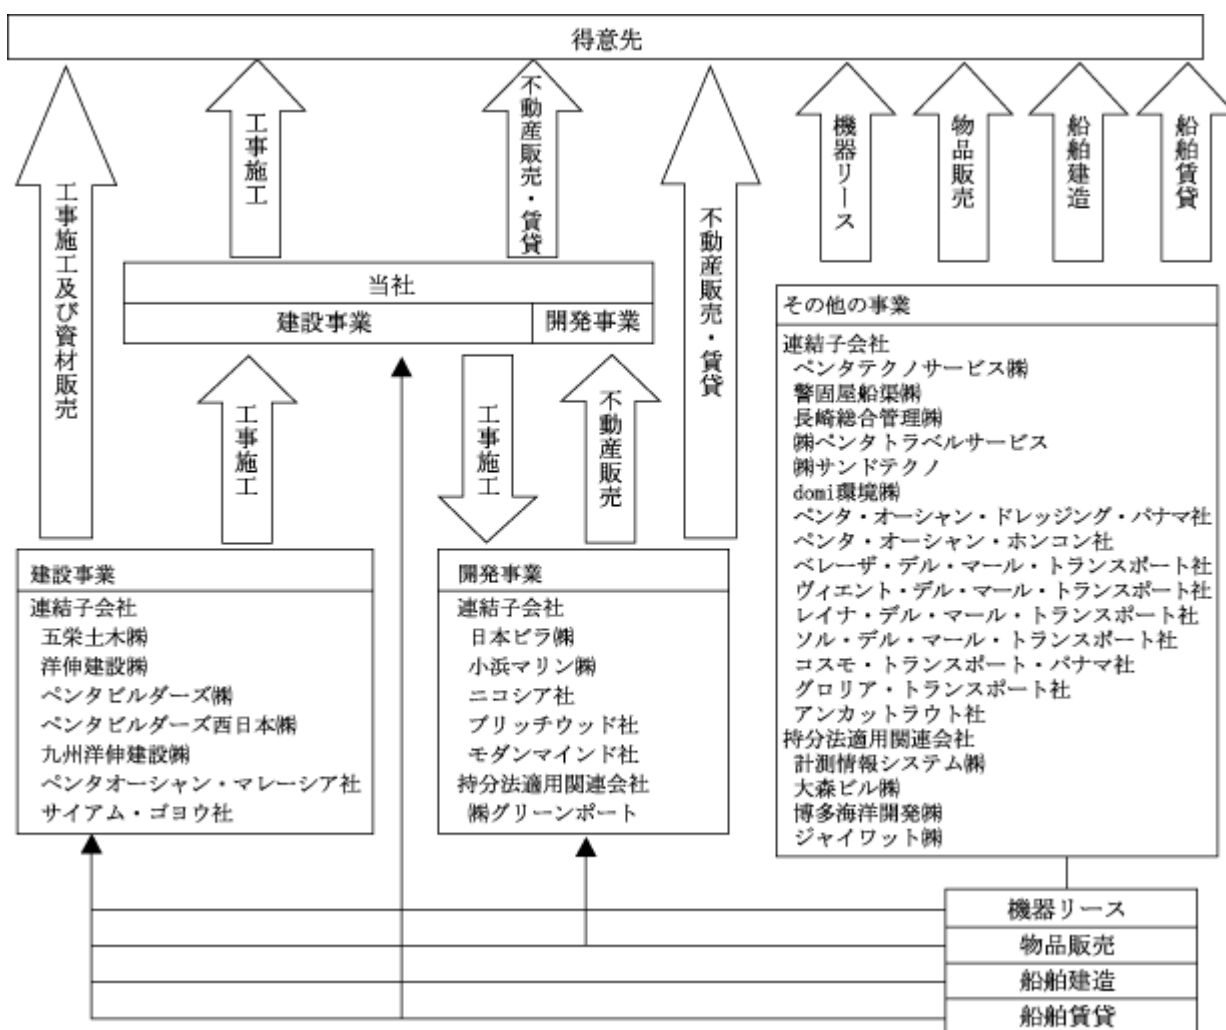 得意先
工事施工及び資材販売
工事施工
不動産販売・賃貸
不動産販売・賃貸
機器リース
物品販売
船舶建造
船舶賃貸
当社
建設事業
開発事業
工事施工
工事施工
不動産販売
建設事業
連結子会社
五栄土木㈱
洋伸建設㈱
ペンタビルダーズ㈱
ペンタビルダーズ西日本㈱
九州洋伸建設㈱
ペンタオーシャン・マレーシア社
サイアム・ゴヨウ社
開発事業
連結子会社
日本ピラ㈱
小浜マリン㈱
ニコシア社
ブリッチウッド社
モダンマインド社
持分法適用関連会社
㈱グリーンポート
その他の事業
連結子会社
ペンタテクノサービス㈱
警固屋船渠㈱
長崎総合管理㈱
㈱ペンタトラベルサービス
㈱サンドテクノ
domi環境㈱
ペンタ・オーシャン・ドレッジング・パナマ社
ペンタ・オーシャン・ホンコン社
ベレーザ・デル・マール・トランスポート社
ヴィエント・デル・マール・トランスポート社
レイナ・デル・マール・トランスポート社
ソル・デル・マール・トランスポート社
コスモ・トランスポート・パナマ社
グロリア・トランスポート社
アンカットラウト社
持分法適用関連会社
計測情報システム㈱
大森ビル㈱
博多海洋開発㈱
ジャイワット㈱
機器リース
物品販売
船舶建造
船舶賃貸